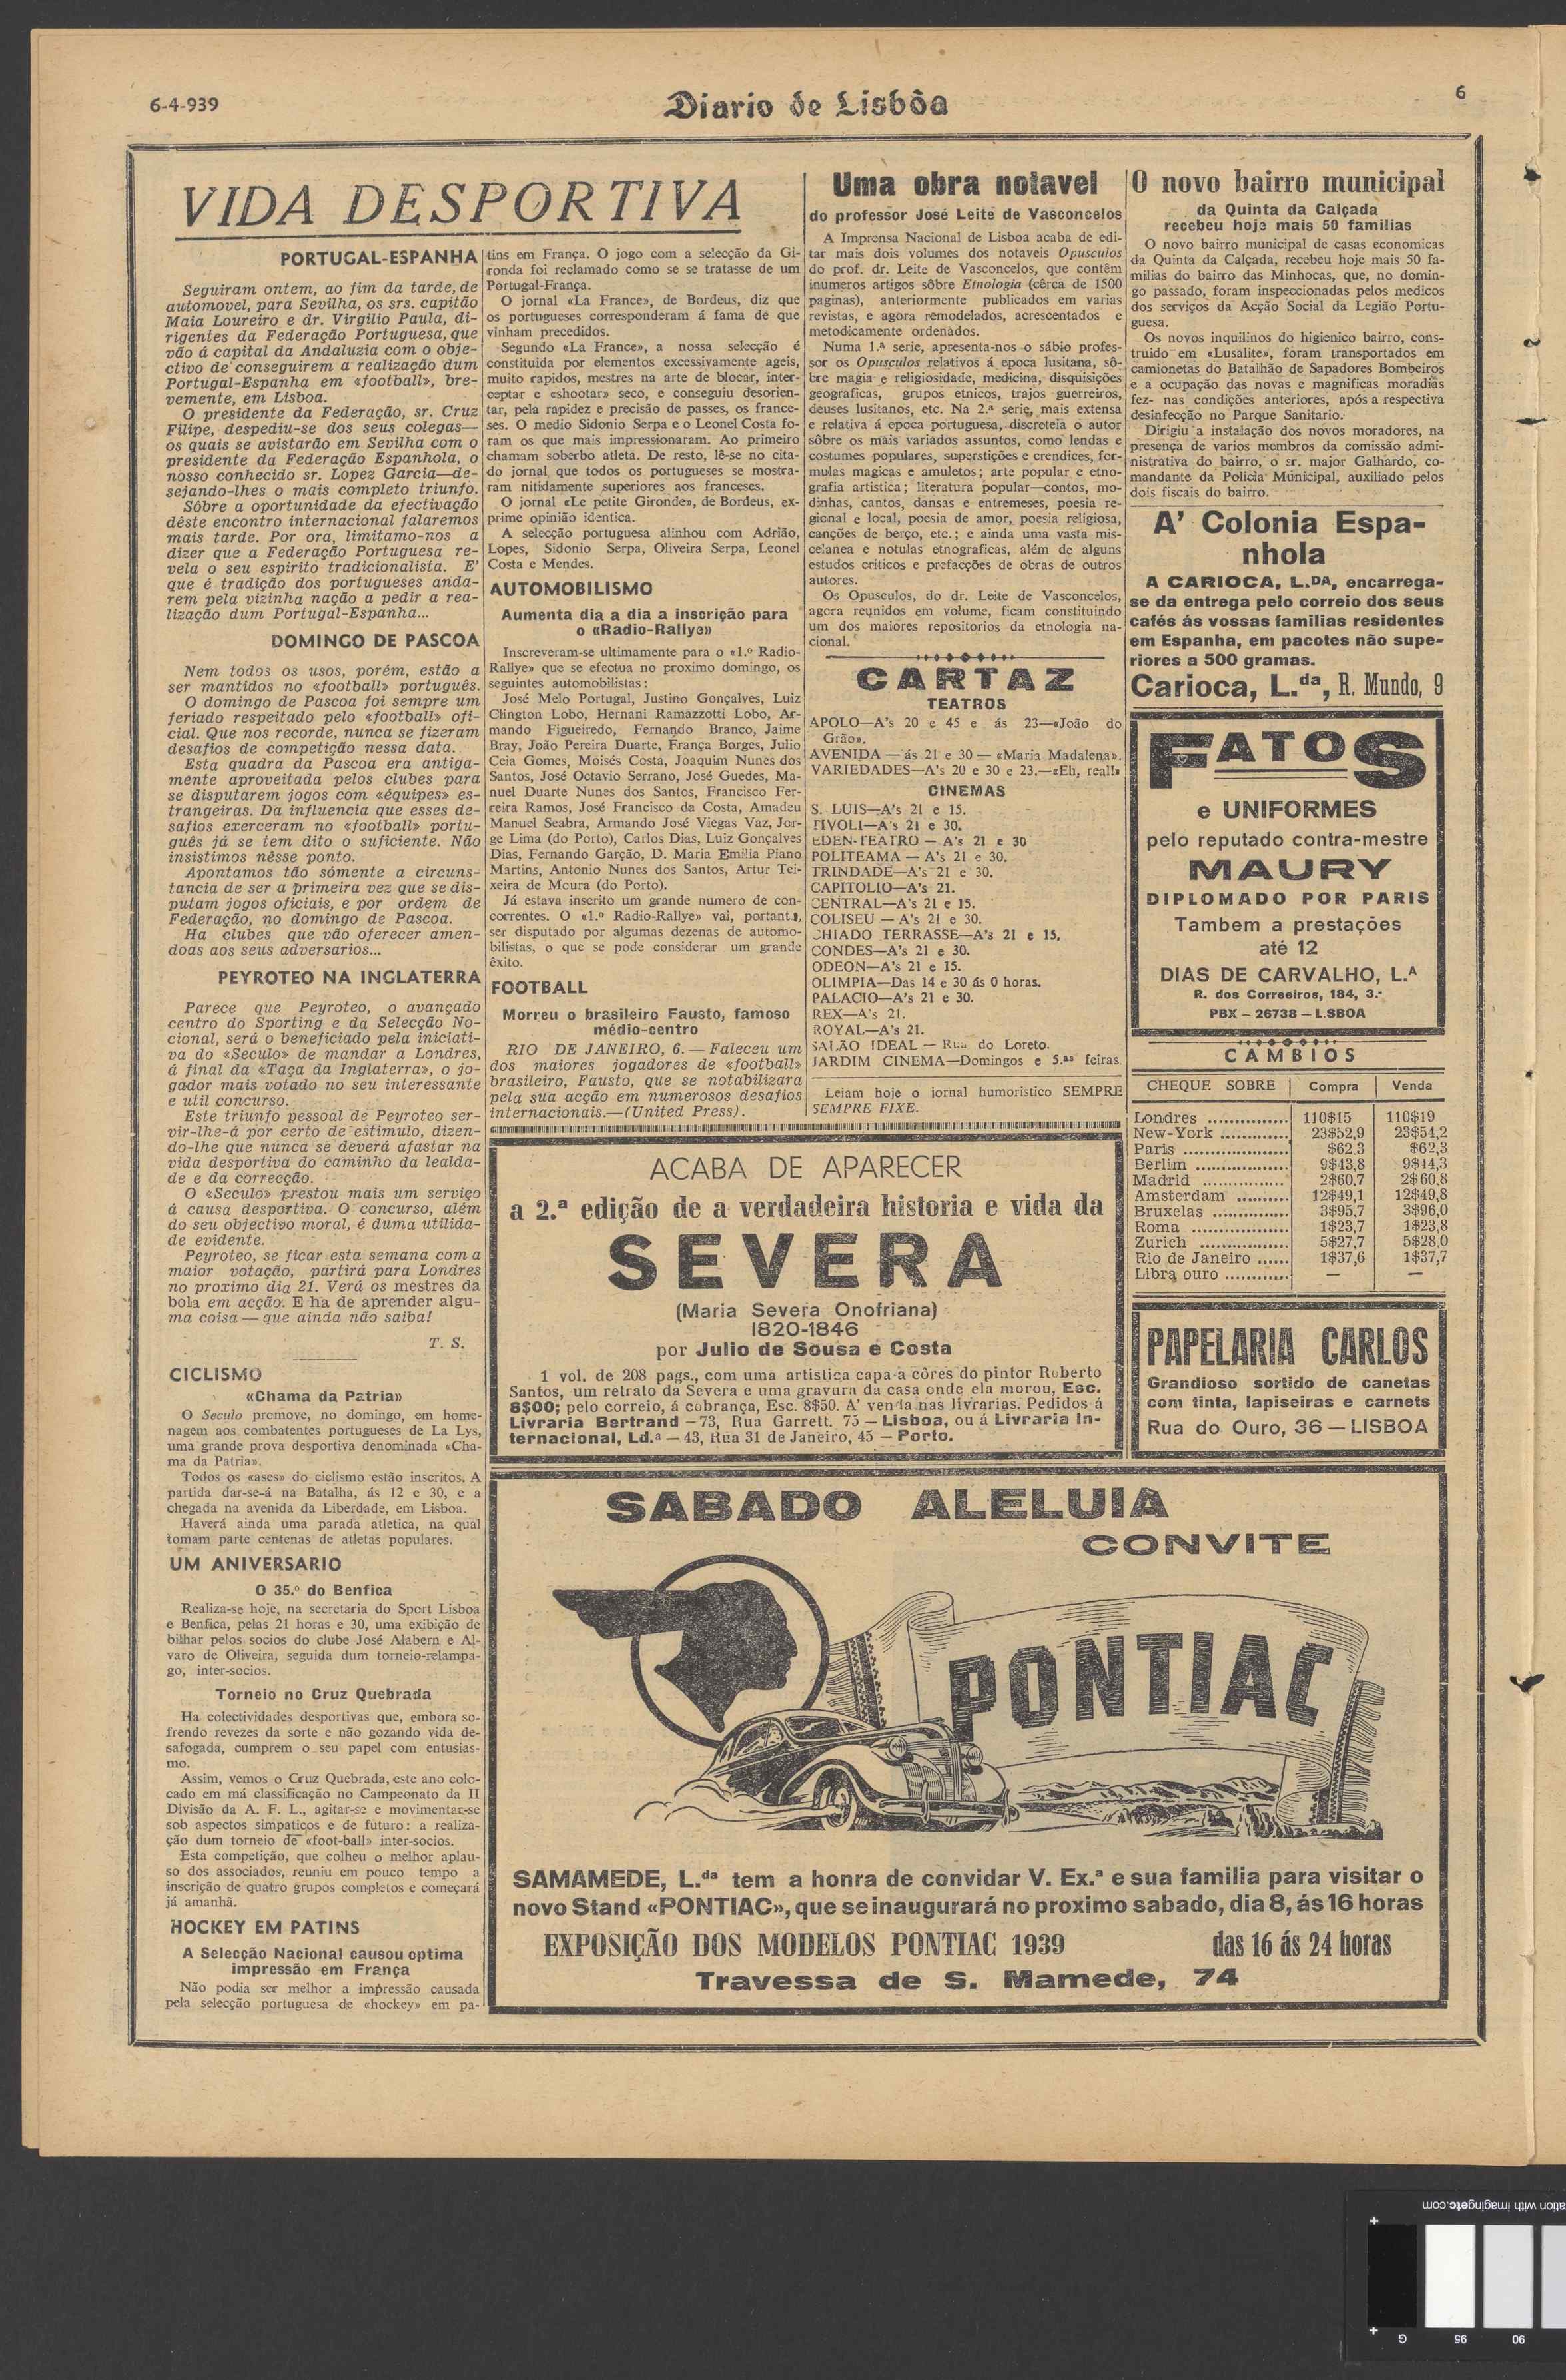 6-4-939
Diario de Lisbôa
6
VIDA DESPORTIVA
PORTUGAL-ESPANHA
Seguiram ontem, ao fim da tarde, de
automovel, para Sevilha, os srs. capitão
Maia Loureiro e dr. Virgilio Paula, di-
rigentes da Federação Portuguesa, que
vão á capital da Andaluzia com o obje-
ctivo de conseguirem a realização dum
Portugal-Espanha em «football», bre-
vemente, em Lisboa.
O presidente da Federação, sr. Cruz
Filipe, despediu-se dos seus colegas—
os quais se avistarão em Sevilha com o
presidente da Federação Espanhola, o
nosso conhecido sr. Lopez Garcia—de-
sejando-lhes o mais completo triunfo.
Sôbre a oportunidade da efectivação
dêste encontro internacional falaremos
mais tarde. Por ora, limitamo-nos a
dizer que a Federação Portuguesa re-
vela o seu espirito tradicionalista. E'
que é tradição dos portugueses anda-
rem pela vizinha nação a pedir a rea-
lização dum Portugal-Espanha...
DOMINGO DE PASCOA
Nem todos os usos, porém, estão a
ser mantidos no «football» português.
O domingo de Pascoa foi sempre um
feriado respeitado pelo «football» ofi-
cial. Que nos recorde, nunca se fizeram
desafios de competição nessa data.
Esta quadra da Pascoa era antiga-
mente aproveitada pelos clubes para
se disputarem jogos com «équipes» es-
trangeiras. Da influencia que esses de-
safios exerceram no «football» portu-
guês já se tem dito o suficiente. Não
insistimos nêsse ponto.
Apontamos tão sómente a circuns-
tancia de ser a primeira vez que se dis-
putam jogos oficiais, e por ordem de
Federação, no domingo de Pascoa.
Ha clubes que vão oferecer amen-
doas aos seus adversarios...
PEYROTEO NA INGLATERRA
Parece que Peyroteo, o avançado
centro do Sporting e da Selecção No-
cional, será o beneficiado pela iniciati-
va do «Seculo» de mandar a Londres,
á final da «Taça da Inglaterra», o jo-
gador mais votado no seu interessante
e util concurso.
Este triunfo pessoal de Peyroteo ser-
vir-lhe-á por certo de estimulo, dizen-
do-lhe que nunca se deverá afastar na
vida desportiva do caminho da lealda-
de e da correcção.
O «Seculo» prestou mais um serviço
á causa desportiva. O concurso, além
do seu objectivo moral, é duma utilida-
de evidente.
Peyroteo, se ficar esta semana com a
maior votação, partirá para Londres
no proximo dia 21. Verá os mestres da
bola em acção. E ha de aprender algu-
ma coisa — que ainda não saiba!
T. S.
CICLISMO
«Chama da Patria»
O Seculo promove, no domingo, em home-
nagem aos combatentes portugueses de La Lys,
uma grande prova desportiva denominada «Cha-
ma da Patria».
Todos os «ases» do ciclismo estão inscritos. A
partida dar-se-á na Batalha, ás 12 e 30, e a
chegada na avenida da Liberdade, em Lisboa.
Haverá ainda uma parada atletica, na qual
tomam parte centenas de atletas populares.
UM ANIVERSARIO
O 35.º do Benfica
Realiza-se hoje, na secretaria do Sport Lisboa
e Benfica, pelas 21 horas e 30, uma exibição de
bilhar pelos socios do clube José Alabern e Al-
varo de Oliveira, seguida dum torneio-relampa-
go, inter-socios.
Torneio no Cruz Quebrada
Ha colectividades desportivas que, embora so-
frendo revezes da sorte e não gozando vida de-
safogada, cumprem o seu papel com entusias-
mo.
Assim, vemos o Cruz Quebrada, este ano colo-
cado em má classificação no Campeonato da II
Divisão da A. F. L., agitar-se e movimentar-se
sob aspectos simpaticos e de futuro: a realiza-
ção dum torneio de «foot-ball» inter-socios.
Esta competição, que colheu o melhor aplau-
so dos associados, reuniu em pouco tempo a
inscrição de quatro grupos completos e começará
já amanhã.
HOCKEY EM PATINS
A Selecção Nacional causou optima
impressão em França
Não podia ser melhor a impressão causada
pela selecção portuguesa de «hockey» em pa-
tins em França. O jogo com a selecção da Gi-
ronda foi reclamado como se se tratasse de um
Portugal-França.
O jornal «La France», de Bordeus, diz que
os portugueses corresponderam á fama de que
vinham precedidos.
Segundo «La France», a nossa selecção é
constituida por elementos excessivamente ageis,
muito rapidos, mestres na arte de blocar, inter-
ceptar e «shootar» seco, e conseguiu desorien-
tar, pela rapidez e precisão de passes, os france-
ses. O medio Sidonio Serpa e o Leonel Costa fo-
ram os que mais impressionaram. Ao primeiro
chamam soberbo atleta. De resto, lê-se no cita-
do jornal que todos os portugueses se mostra-
ram nitidamente superiores aos franceses.
O jornal «Le petite Gironde», de Bordeus, ex-
prime opinião identica.
A selecção portuguesa alinhou com Adrião,
Lopes, Sidonio Serpa, Oliveira Serpa, Leonel
Costa e Mendes.
AUTOMOBILISMO
Aumenta dia a dia a inscrição para
o «Radio-Rallye»
Inscreveram-se ultimamente para o «1.º Radio-
Rallye» que se efectua no proximo domingo, os
seguintes automobilistas:
José Melo Portugal, Justino Gonçalves, Luiz
Clington Lobo, Hernani Ramazzotti Lobo, Ar-
mando Figueiredo, Fernando Branco, Jaime
Bray, João Pereira Duarte, França Borges, Julio
Ceia Gomes, Moisés Costa, Joaquim Nunes dos
Santos, José Octavio Serrano, José Guedes, Ma-
nuel Duarte Nunes dos Santos, Francisco Fer-
reira Ramos, José Francisco da Costa, Amadeu
Manuel Seabra, Armando José Viegas Vaz, Jor-
ge Lima (do Porto), Carlos Dias, Luiz Gonçalves
Dias, Fernando Garção, D. Maria Emilia Piano
Martins, Antonio Nunes dos Santos, Artur Tei-
xeira de Moura (do Porto).
Já estava inscrito um grande numero de con-
correntes. O «1.º Radio-Rallye» vai, portanto,
ser disputado por algumas dezenas de automo-
bilistas, o que se pode considerar um grande
êxito.
FOOTBALL
Morreu o brasileiro Fausto, famoso
médio-centro
RIO DE JANEIRO, 6. — Faleceu um
dos maiores jogadores de «football»
brasileiro, Fausto, que se notabilizara
pela sua acção em numerosos desafios
internacionais.—(United Press).
Uma obra notavel
do professor José Leite de Vasconcelos
A Imprensa Nacional de Lisboa acaba de edi-
tar mais dois volumes dos notaveis Opusculos
do prof. dr. Leite de Vasconcelos, que contêm
inumeros artigos sôbre Etnologia (cêrca de 1500
paginas), anteriormente publicados em varias
revistas, e agora remodelados, acrescentados e
metodicamente ordenados.
Numa 1.ª serie, apresenta-nos o sábio profes-
sor os Opusculos relativos á epoca lusitana, sô-
bre magia e religiosidade, medicina, disquisições
geograficas, grupos etnicos, trajos guerreiros,
deuses lusitanos, etc. Na 2.ª serie, mais extensa
e relativa á epoca portuguesa, discreteia o autor
sôbre os mais variados assuntos, como lendas e
costumes populares, superstições e crendices, for-
mulas magicas e amuletos; arte popular e etno-
grafia artistica; literatura popular—contos, mo-
dinhas, cantos, dansas e entremeses, poesia re-
gional e local, poesia de amor, poesia religiosa,
canções de berço, etc.; e ainda uma vasta mis-
celanea e notulas etnograficas, além de alguns
estudos criticos e prefacções de obras de outros
autores.
Os Opusculos, do dr. Leite de Vasconcelos,
agora reunidos em volume, ficam constituindo
um dos maiores repositorios da etnologia na-
cional.
CARTAZ
TEATROS
APOLO—A's 20 e 45 e ás 23—«João do
Grão».
AVENIDA — ás 21 e 30 — «Maria Madalena».
VARIEDADES—A's 20 e 30 e 23.—«Eh, real!»
CINEMAS
S. LUIS—A's 21 e 15.
TIVOLI—A's 21 e 30.
EDEN-TEATRO — A's 21 e 30
POLITEAMA — A's 21 e 30.
TRINDADE—A's 21 e 30.
CAPITOLIO—A's 21.
CENTRAL—A's 21 e 15.
COLISEU — A's 21 e 30.
CHIADO TERRASSE—A's 21 e 15.
CONDES—A's 21 e 30.
ODEON—A's 21 e 15.
OLIMPIA—Das 14 e 30 ás 0 horas.
PALACIO—A's 21 e 30.
REX—A's 21.
ROYAL—A's 21.
SALÃO IDEAL — Rua do Loreto.
JARDIM CINEMA—Domingos e 5.ªs feiras.
Leiam hoje o jornal humoristico SEMPRE
SEMPRE FIXE.
O novo bairro municipal
da Quinta da Calçada
recebeu hoje mais 50 familias
O novo bairro municipal de casas economicas
da Quinta da Calçada, recebeu hoje mais 50 fa-
milias do bairro das Minhocas, que, no domin-
go passado, foram inspeccionadas pelos medicos
dos serviços da Acção Social da Legião Portu-
guesa.
Os novos inquilinos do higienico bairro, cons-
truido em «Lusalite», foram transportados em
camionetas do Batalhão de Sapadores Bombeiros
e a ocupação das novas e magnificas moradias
fez- nas condições anteriores, após a respectiva
desinfecção no Parque Sanitario.
Dirigiu a instalação dos novos moradores, na
presença de varios membros da comissão admi-
nistrativa do bairro, o sr. major Galhardo, co-
mandante da Policia Municipal, auxiliado pelos
dois fiscais do bairro.
A' Colonia Espa-
nhola
A CARIOCA, L.DA, encarrega-
se da entrega pelo correio dos seus
cafés ás vossas familias residentes
em Espanha, em pacotes não supe-
riores a 500 gramas.
Carioca, L.da, R. Mundo, 9
FATOS
e UNIFORMES
pelo reputado contra-mestre
MAURY
DIPLOMADO POR PARIS
Tambem a prestações
até 12
DIAS DE CARVALHO, L.A
R. dos Correeiros, 184, 3.-
PBX — 26738 — L.SBOA
CAMBIOS
CHEQUE SOBRE | Compra | Venda
Londres ............... 110$15 110$19
New-York ............. 23$52,9 23$54,2
Paris .................... $62,3 $62,3
Berlim .................. 9$43,8 9$14,3
Madrid ................ 2$60,7 2$60,8
Amsterdam .......... 12$49,1 12$49,8
Bruxelas .............. 3$95,7 3$96,0
Roma .................. 1$23,7 1$23,8
Zurich ................. 5$27,7 5$28,0
Rio de Janeiro ...... 1$37,6 1$37,7
Libra ouro ............ — —
ACABA DE APARECER
a 2.ª edição de a verdadeira historia e vida da
SEVERA
(Maria Severa Onofriana)
1820-1846
por Julio de Sousa e Costa
1 vol. de 208 pags., com uma artistica capa a côres do pintor Roberto
Santos, um retrato da Severa e uma gravura da casa onde ela morou, Esc.
8$00; pelo correio, á cobrança, Esc. 8$50. A' venda nas livrarias. Pedidos á
Livraria Bertrand — 73, Rua Garrett, 75 — Lisboa, ou á Livraria In-
ternacional, Ld.ª — 43, Rua 31 de Janeiro, 45 — Porto.
PAPELARIA CARLOS
Grandioso sortido de canetas
com tinta, lapiseiras e carnets
Rua do Ouro, 36 — LISBOA
SABADO ALELUIA
CONVITE
PONTIAC
SAMAMEDE, L.da tem a honra de convidar V. Ex.ª e sua familia para visitar o
novo Stand «PONTIAC», que se inaugurará no proximo sabado, dia 8, ás 16 horas
EXPOSIÇÃO DOS MODELOS PONTIAC 1939 das 16 ás 24 horas
Travessa de S. Mamede, 74
ation with imagingetc.com
G 95 90